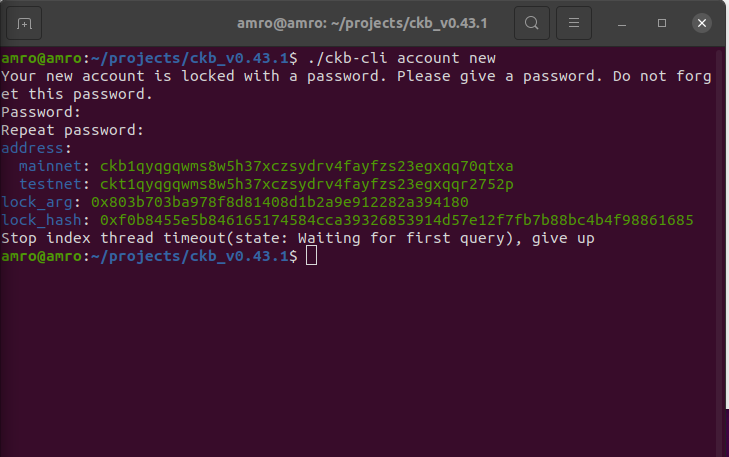 amro@amro: ~/projects/ckb_v0.43.1
amro@amro:~/projects/ckb_v0.43.1$ ./ckb-cli account new
Your new account is locked with a password. Please give a password. Do not forg
et this password.
Password:
Repeat password:
address:
  mainnet: ckb1qyqgqwms8w5h37xczsydrv4fayfzs23egxqq70qtxa
  testnet: ckt1qyqgqwms8w5h37xczsydrv4fayfzs23egxqqr2752p
lock_arg: 0x803b703ba978f8d81408d1b2a9e912282a394180
lock_hash: 0xf0b8455e5b846165174584cca39326853914d57e12f7fb7b88bc4b4f98861685
Stop index thread timeout(state: Waiting for first query), give up
amro@amro:~/projects/ckb_v0.43.1$